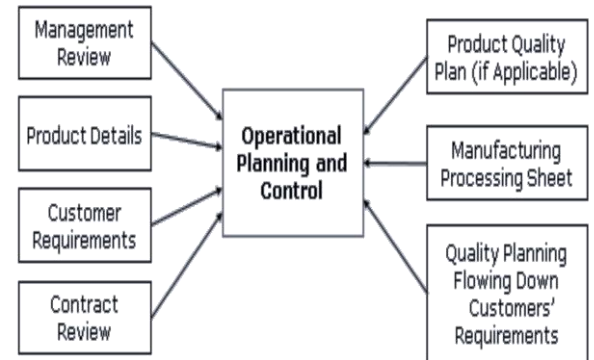 Management
Review
Product Details
Customer
Requirements
Contract
Review
Operational
Planning and
Control
Product Quality
Plan (if Applicable)
Manufacturing
Processing Sheet
Quality Planning
Flowing Down
Customers'
Requirements